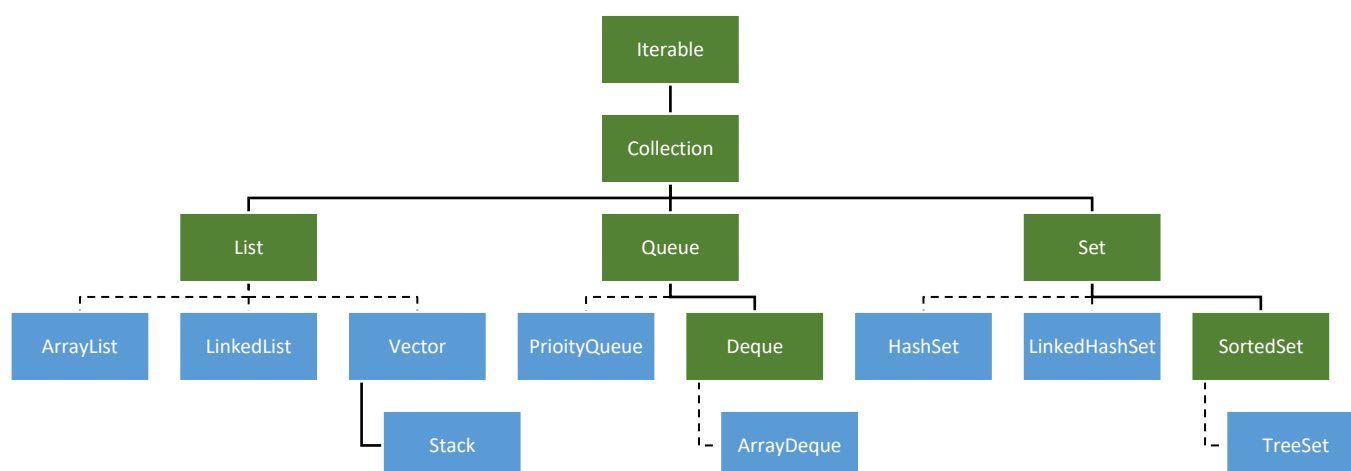 Iterable
Collection
List
Queue
Set
ArrayList
LinkedList
Vector
PrioityQueue
Deque
HashSet
LinkedHashSet
SortedSet
Stack
ArrayDeque
TreeSet